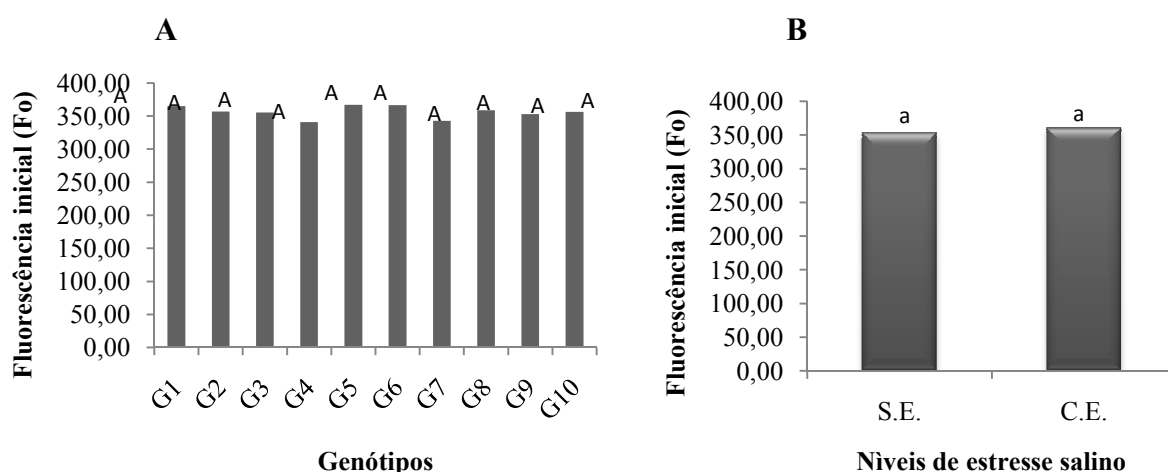 A
Fluorescência inicial (Fo)
400,00
350,00
300,00
250,00
200,00
150,00
100,00
50,00
0,00
A A A A A A A A A A
G1 G2 G3 G4 G5 G6 G7 G8 G9 G10
Genótipos
B
Fluorescência inicial (Fo)
400,00
350,00
300,00
250,00
200,00
150,00
100,00
50,00
0,00
a a
S.E. C.E.
Nìveis de estresse salino